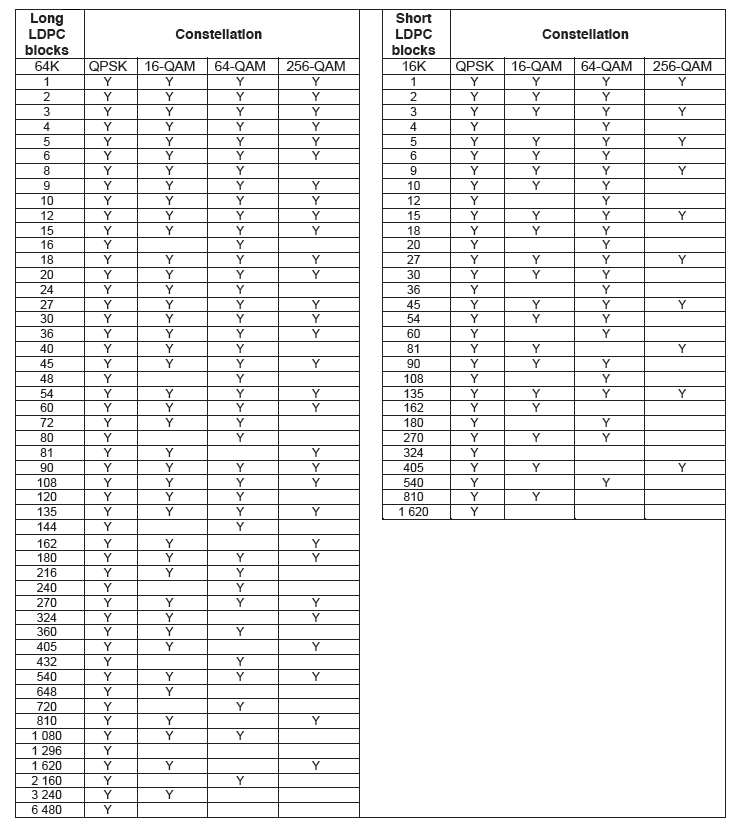 Long
LDPC
blocks
Constellation
64K QPSK 16-QAM 64-QAM 256-QAM
1 Y Y Y Y
2 Y Y Y Y
3 Y Y Y Y
4 Y Y Y Y
5 Y Y Y Y
6 Y Y Y Y
8 Y Y Y
9 Y Y Y Y
10 Y Y Y Y
12 Y Y Y Y
15 Y Y Y Y
16 Y Y
18 Y Y Y Y
20 Y Y Y Y
24 Y Y Y
27 Y Y Y Y
30 Y Y Y Y
36 Y Y Y Y
40 Y Y Y
45 Y Y Y Y
48 Y Y
54 Y Y Y Y
60 Y Y Y Y
72 Y Y Y
80 Y Y
81 Y Y Y
90 Y Y Y Y
108 Y Y Y Y
120 Y Y Y
135 Y Y Y Y
144 Y Y
162 Y Y Y
180 Y Y Y Y
216 Y Y Y
240 Y Y
270 Y Y Y Y
324 Y Y Y
360 Y Y Y
405 Y Y Y
432 Y Y
540 Y Y Y Y
648 Y Y
720 Y Y
810 Y Y Y
1 080 Y Y Y
1 296 Y
1 620 Y Y Y
2 160 Y Y
3 240 Y Y
6 480 Y
Short
LDPC
blocks
Constellation
16K QPSK 16-QAM 64-QAM 256-QAM
1 Y Y Y Y
2 Y Y Y
3 Y Y Y Y
4 Y Y
5 Y Y Y Y
6 Y Y Y
9 Y Y Y Y
10 Y Y Y
12 Y Y
15 Y Y Y Y
18 Y Y Y
20 Y Y
27 Y Y Y Y
30 Y Y Y
36 Y Y
45 Y Y Y Y
54 Y Y Y
60 Y Y
81 Y Y Y
90 Y Y Y
108 Y Y
135 Y Y Y Y
162 Y Y
180 Y Y
270 Y Y Y
324 Y
405 Y Y Y
540 Y Y
810 Y Y
1 620 Y